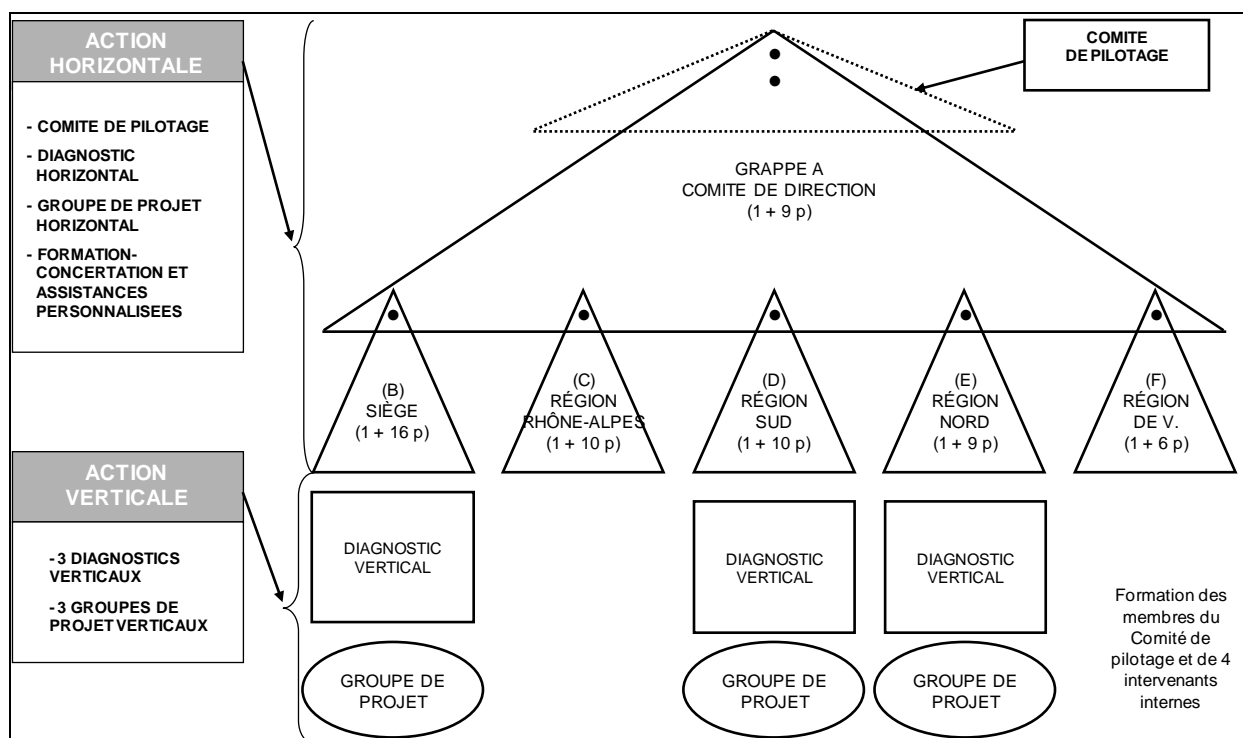 ACTION
HORIZONTALE
- COMITE DE PILOTAGE
- DIAGNOSTIC
HORIZONTAL
- GROUPE DE PROJET
HORIZONTAL
- FORMATION-
CONCERTATION ET
ASSISTANCES
PERSONNALISEES
COMITE
DE PILOTAGE
GRAPPE A
COMITE DE DIRECTION
(1 + 9 p)
(B)
SIÈGE
(1 + 16 p)
(C)
RÉGION
RHÔNE-ALPES
(1 + 10 p)
(D)
RÉGION
SUD
(1 + 10 p)
(E)
RÉGION
NORD
(1 + 9 p)
(F)
RÉGION
DE V.
(1 + 6 p)
ACTION
VERTICALE
- 3 DIAGNOSTICS
VERTICAUX
- 3 GROUPES DE
PROJET VERTICAUX
DIAGNOSTIC
VERTICAL
DIAGNOSTIC
VERTICAL
DIAGNOSTIC
VERTICAL
GROUPE DE
PROJET
GROUPE DE
PROJET
GROUPE DE
PROJET
Formation des
membres du
Comité de
pilotage et de 4
intervenants
internes